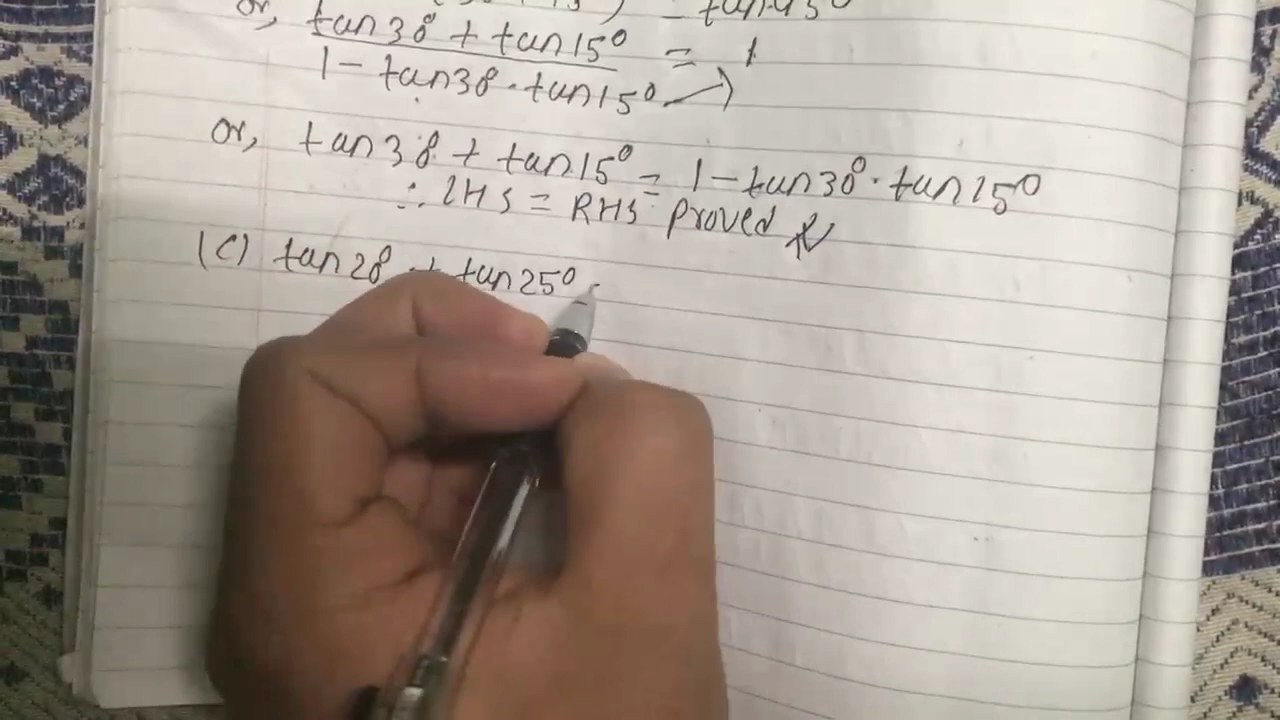 or, tan30° + tan15° = 1
1 - tan30° · tan15°
or, tan30° + tan15° = 1 - tan30° · tan15°
∴ LHS = RHS proved
(C) tan20° + tan25°